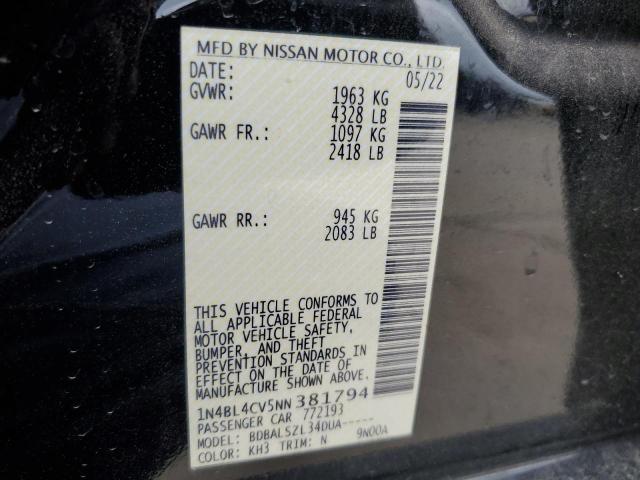 MFD BY NISSAN MOTOR CO., LTD.
DATE: 05/22
GVWR: 1963 KG
4328 LB
GAWR FR.: 1097 KG
2418 LB
GAWR RR.: 945 KG
2083 LB
THIS VEHICLE CONFORMS TO
ALL APPLICABLE FEDERAL
MOTOR VEHICLE SAFETY,
BUMPER, AND THEFT
PREVENTION STANDARDS IN
EFFECT ON THE DATE OF
MANUFACTURE SHOWN ABOVE.
1N4BL4CV5NN381794
PASSENGER CAR 772193
MODEL: BDBALSZL34DUA-----
COLOR: KH3 TRIM: N 9N00A